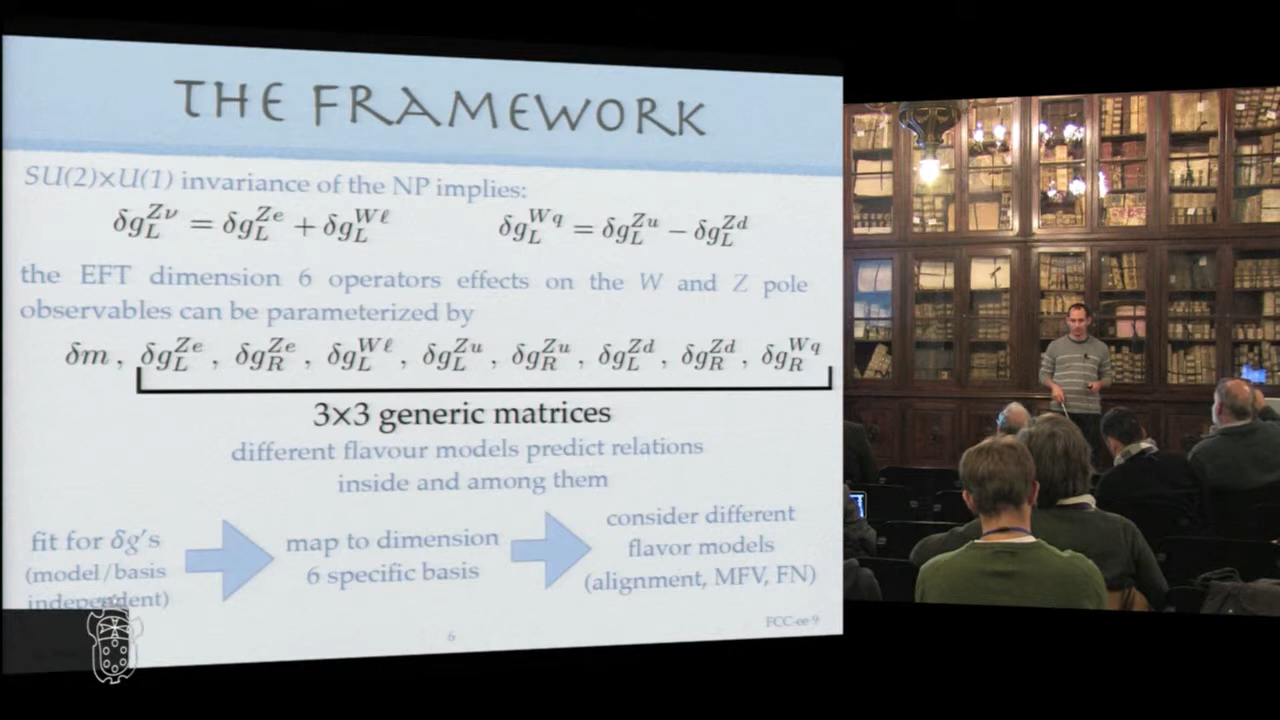 THE FRAMEWORK
SU(2)×U(1) invariance of the NP implies:
δg_L^{Zν} = δg_L^{Ze} + δg_L^{Wℓ}    δg_L^{Wq} = δg_L^{Zu} − δg_L^{Zd}
the EFT dimension 6 operators effects on the W and Z pole
observables can be parameterized by
δm , δg_L^{Ze} , δg_R^{Ze} , δg_L^{Wℓ} , δg_L^{Zu} , δg_R^{Zu} , δg_L^{Zd} , δg_R^{Zd} , δg_R^{Wq}
3×3 generic matrices
different flavour models predict relations
inside and among them
fit for δg's
(model/basis
independent)
map to dimension
6 specific basis
consider different
flavor models
(alignment, MFV, FN)
6
FCC-ee 9